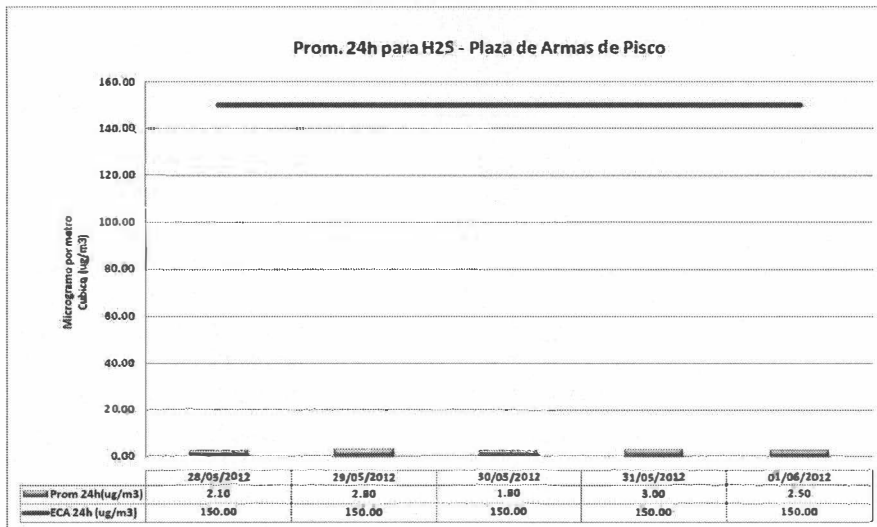 Prom. 24h para H2S - Plaza de Armas de Pisco
Microgramo por metro
Cubico (ug/m3)
160.00
140.00
120.00
100.00
80.00
60.00
40.00
20.00
0.00
28/05/2012 29/05/2012 30/05/2012 31/05/2012 01/06/2012
Prom 24h(ug/m3) 2.10 2.80 1.80 3.00 2.50
ECA 24h (ug/m3) 150.00 150.00 150.00 150.00 150.00